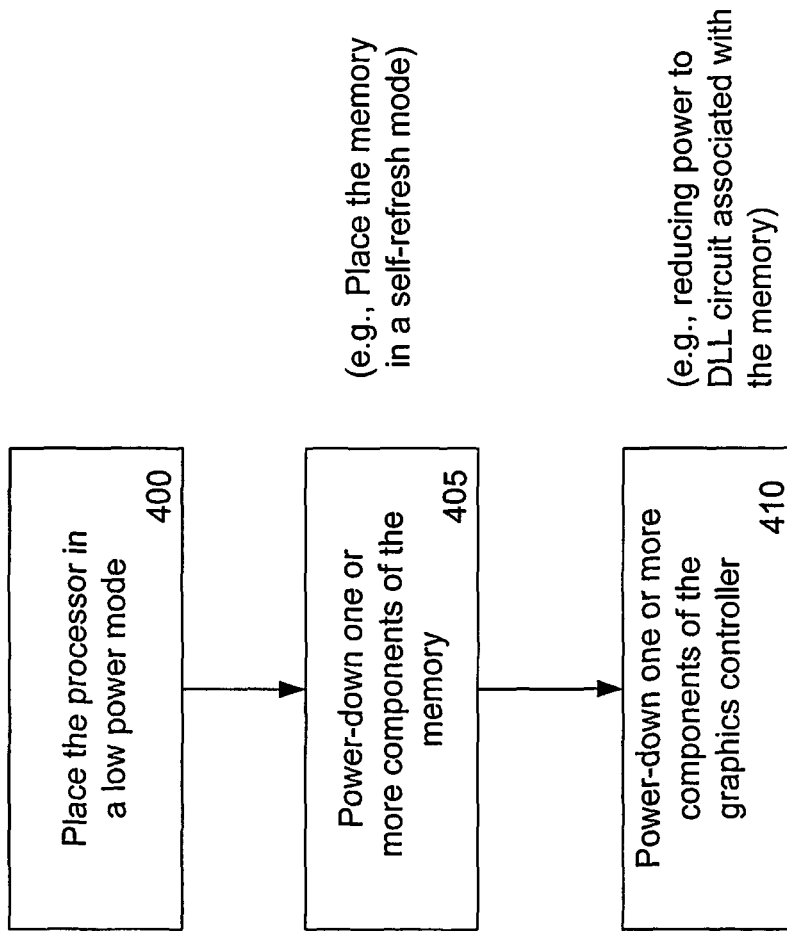 Place the processor in
a low power mode
400
Power-down one or
more components of the
memory
405
(e.g., Place the memory
in a self-refresh mode)
Power-down one or more
components of the
graphics controller
410
(e.g., reducing power to
DLL circuit associated with
the memory)